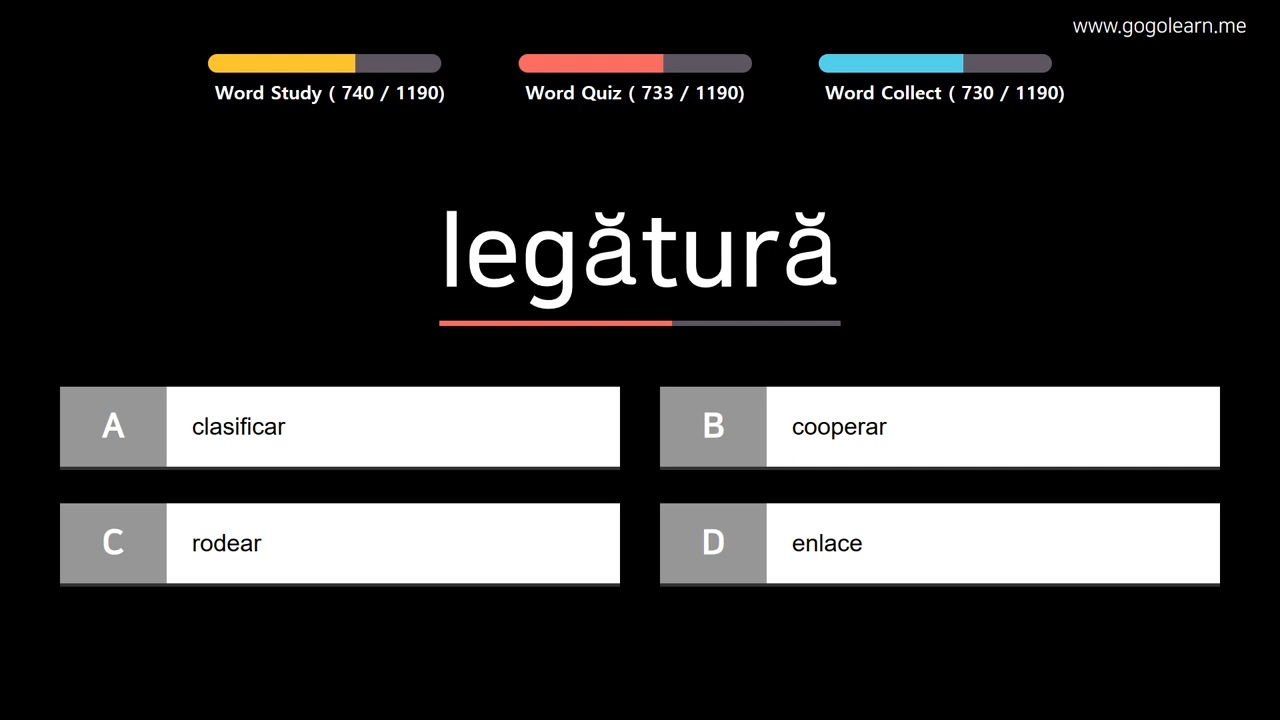 www.gogolearn.me
Word Study ( 740 / 1190)
Word Quiz ( 733 / 1190)
Word Collect ( 730 / 1190)
legătură
A clasificar
B cooperar
C rodear
D enlace